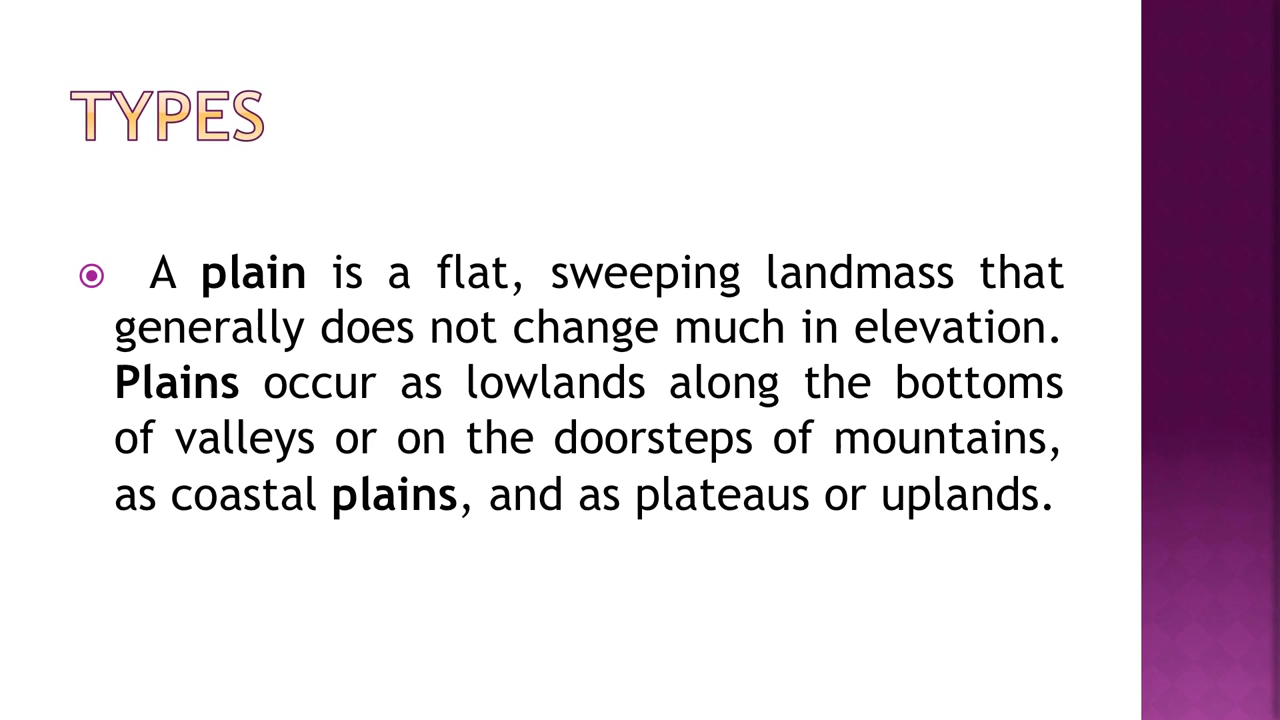 TYPES
A plain is a flat, sweeping landmass that
generally does not change much in elevation.
Plains occur as lowlands along the bottoms
of valleys or on the doorsteps of mountains,
as coastal plains, and as plateaus or uplands.